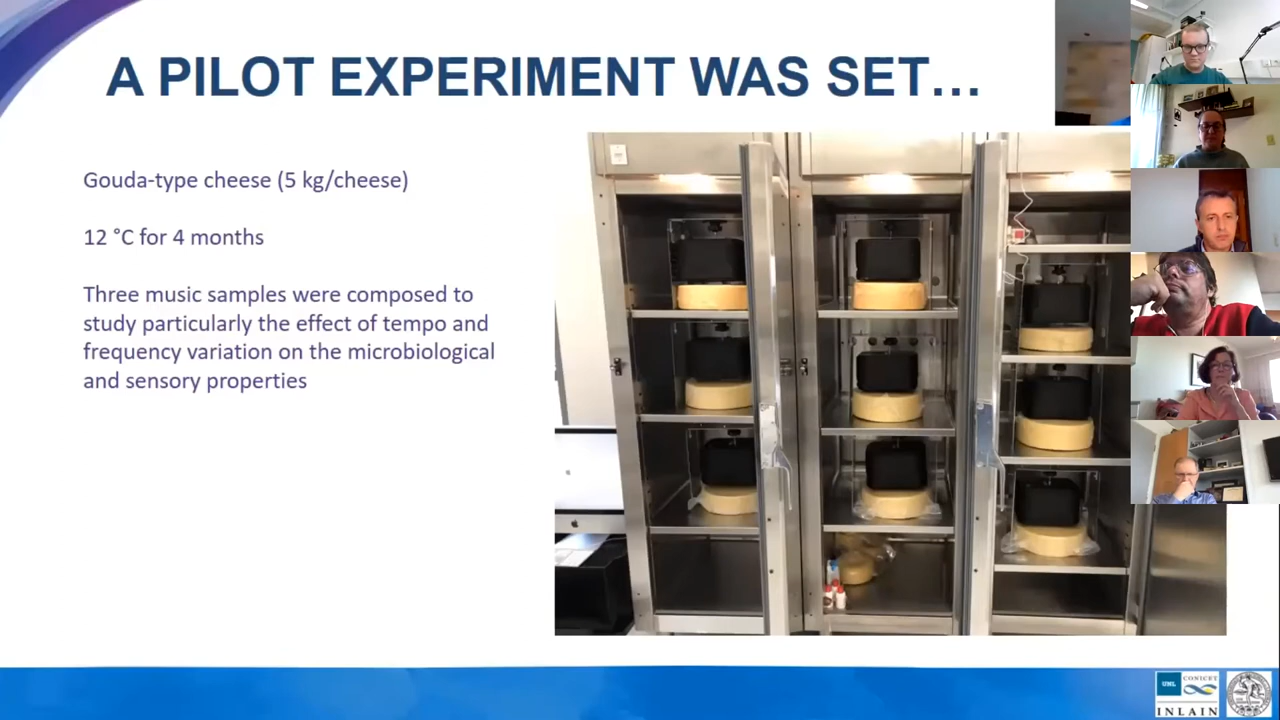 A PILOT EXPERIMENT WAS SET…
Gouda-type cheese (5 kg/cheese)
12 °C for 4 months
Three music samples were composed to
study particularly the effect of tempo and
frequency variation on the microbiological
and sensory properties
UNL
CONICET
INLAIN